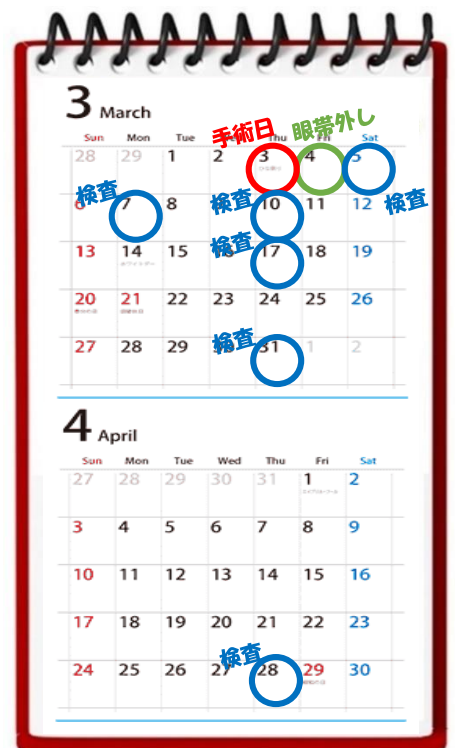 3 March
Sun Mon Tue Thu Fri Sat
手術日 眼帯外し
28 29 1 2 3 4 5
検査 検査 検査
6 7 8 10 11 12
検査
13 14 15 17 18 19
20 21 22 23 24 25 26
検査
27 28 29 31 1 2
4 April
Sun Mon Tue Wed Thu Fri Sat
27 28 29 30 31 1 2
3 4 5 6 7 8 9
10 11 12 13 14 15 16
17 18 19 20 21 22 23
検査
24 25 26 27 28 29 30